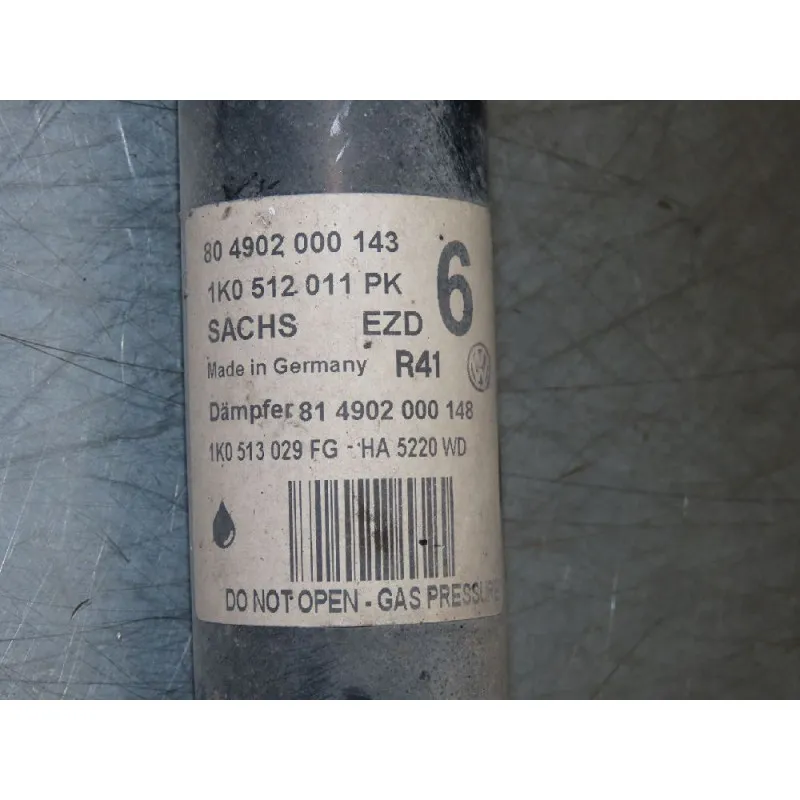 80 4902 000 143
1K0 512 011 PK 6
SACHS EZD
Made in Germany R41
Dämpfer 81 4902 000 148
1K0 513 029 FG - HA 5220 WD
DO NOT OPEN - GAS PRESSURE